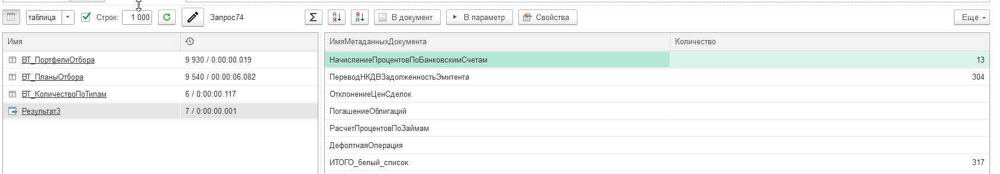 таблица Строк: 1 000 Запрос74 Σ А Я Я А В документ В параметр Свойства Еще
Имя
ВТ_ПортфелиОтбора 9 930 / 0:00:00.019
ВТ_ПланыОтбора 9 540 / 00:00:06.082
ВТ_КоличествоПоТипам 6 / 0:00:00.117
Результат3 7 / 0:00:00.001
ИмяМетаданныхДокумента Количество
НачислениеПроцентовПоБанковскимСчетам 13
ПереводНКДВЗадолженностьЭмитента 304
ОтклонениеЦенСделок
ПогашениеОблигаций
РасчетПроцентовПоЗаймам
ДефолтнаяОперация
ИТОГО_белый_список 317